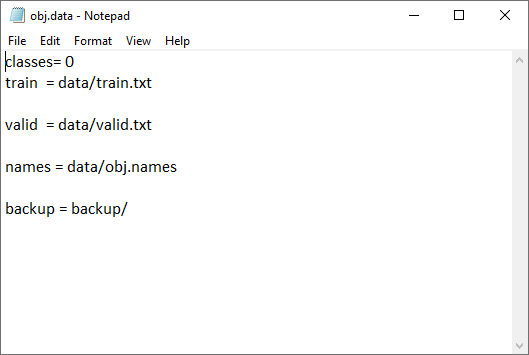 obj.data - Notepad
File Edit Format View Help
classes= 0
train  = data/train.txt
valid  = data/valid.txt
names = data/obj.names
backup = backup/